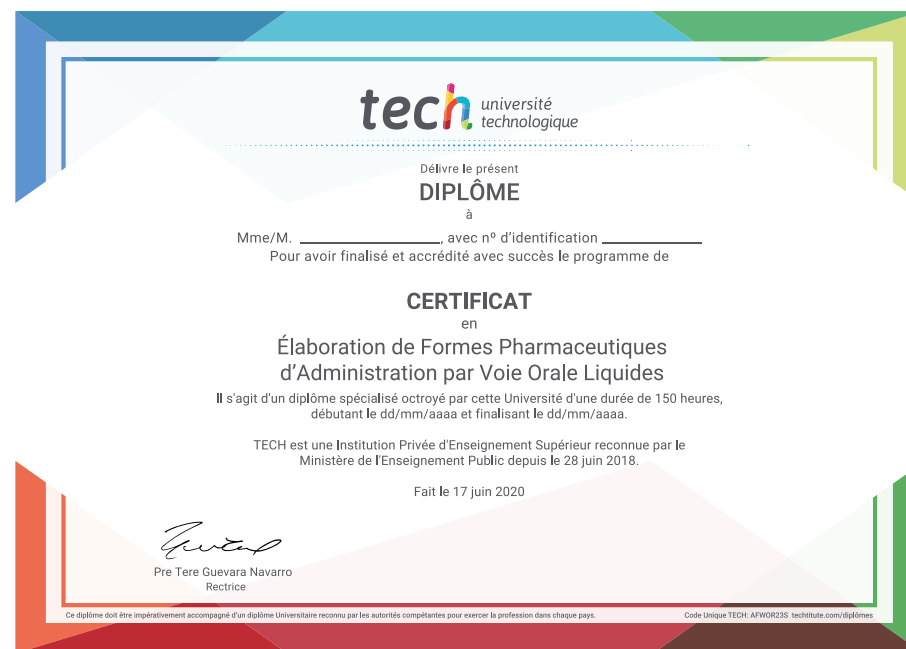 tech université
technologique
Délivre le présent
DIPLÔME
à
Mme/M. ____________________, avec nº d'identification ______________
Pour avoir finalisé et accrédité avec succès le programme de
CERTIFICAT
en
Élaboration de Formes Pharmaceutiques
d'Administration par Voie Orale Liquides
Il s'agit d'un diplôme spécialisé octroyé par cette Université d'une durée de 150 heures,
débutant le dd/mm/aaaa et finalisant le dd/mm/aaaa.
TECH est une Institution Privée d'Enseignement Supérieur reconnue par le
Ministère de l'Enseignement Public depuis le 28 juin 2018.
Fait le 17 juin 2020
Pre Tere Guevara Navarro
Rectrice
Ce diplôme doit être impérativement accompagné d'un diplôme Universitaire reconnu par les autorités compétentes pour exercer la profession dans chaque pays.
Code Unique TECH: AFWOR23S techtitute.com/diplômes